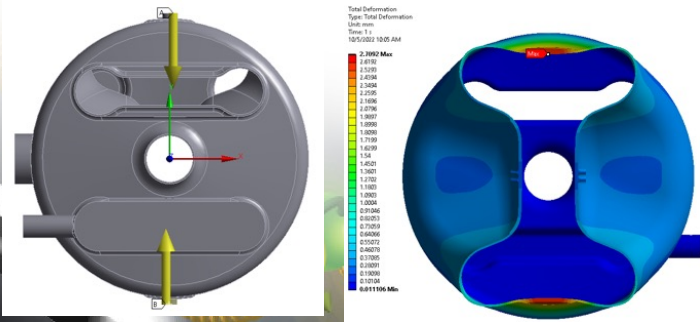 A
Y
X
B
Total Deformation
Type: Total Deformation
Unit: mm
Time: 1 s
10/5/2022 10:05 AM
2.7092 Max
2.6192
2.5293
2.4394
2.3494
2.2595
2.1696
2.0796
1.9897
1.8998
1.8098
1.7199
1.6299
1.54
1.4501
1.3601
1.2702
1.1803
1.0903
1.0004
0.91046
0.82053
0.73059
0.64066
0.55072
0.46078
0.37085
0.28091
0.19098
0.10104
0.011106 Min
Max